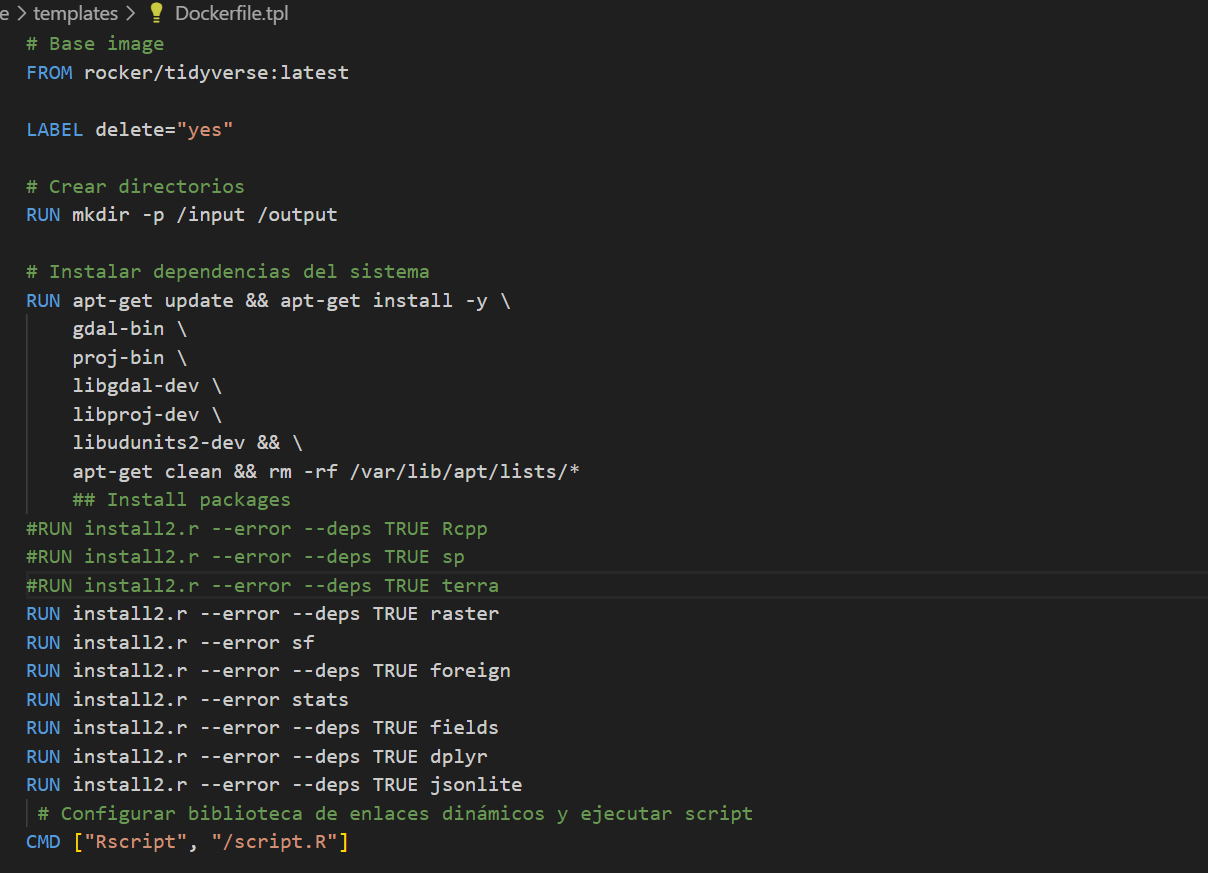 e > templates > Dockerfile.tpl
# Base image
FROM rocker/tidyverse:latest
LABEL delete="yes"
# Crear directorios
RUN mkdir -p /input /output
# Instalar dependencias del sistema
RUN apt-get update && apt-get install -y \
gdal-bin \
proj-bin \
libgdal-dev \
libproj-dev \
libudunits2-dev && \
apt-get clean && rm -rf /var/lib/apt/lists/*
## Install packages
#RUN install2.r --error --deps TRUE Rcpp
#RUN install2.r --error --deps TRUE sp
#RUN install2.r --error --deps TRUE terra
RUN install2.r --error --deps TRUE raster
RUN install2.r --error sf
RUN install2.r --error --deps TRUE foreign
RUN install2.r --error stats
RUN install2.r --error --deps TRUE fields
RUN install2.r --error --deps TRUE dplyr
RUN install2.r --error --deps TRUE jsonlite
# Configurar biblioteca de enlaces dinámicos y ejecutar script
CMD ["Rscript", "/script.R"]